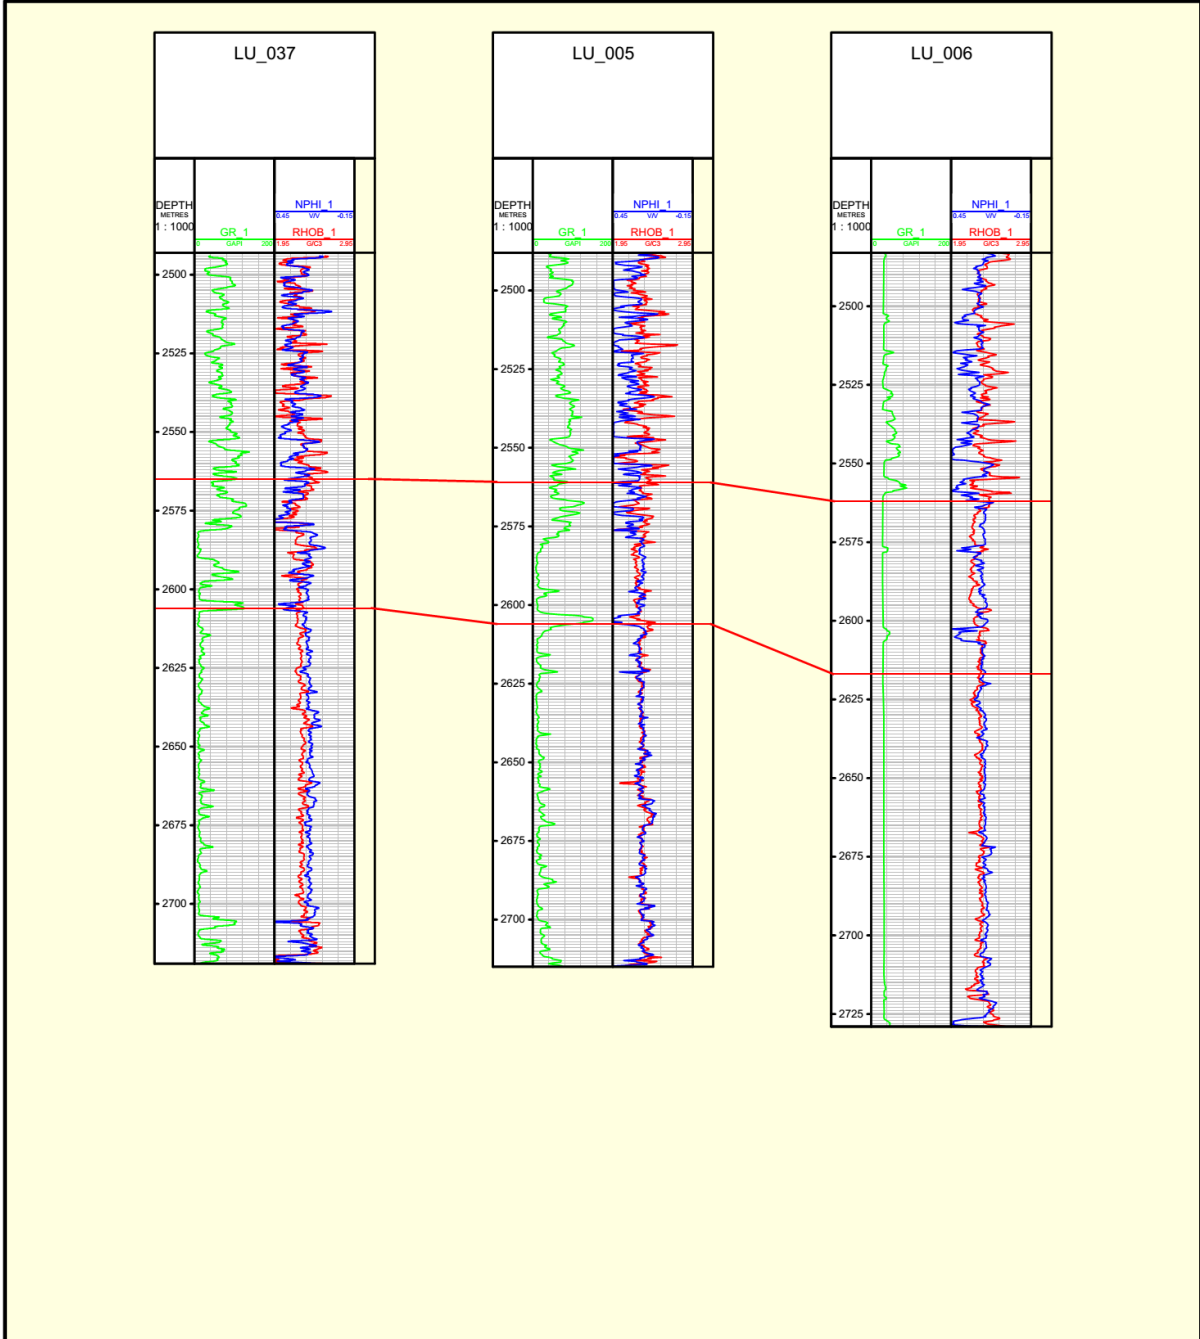 LU_037
DEPTH
METRES
1 : 1000
GR_1
0 GAPI 200
NPHI_1
0.45 V/V -0.15
RHOB_1
1.95 G/C3 2.95
2500
2525
2550
2575
2600
2625
2650
2675
2700
LU_005
DEPTH
METRES
1 : 1000
GR_1
0 GAPI 200
NPHI_1
0.45 V/V -0.15
RHOB_1
1.95 G/C3 2.95
2500
2525
2550
2575
2600
2625
2650
2675
2700
LU_006
DEPTH
METRES
1 : 1000
GR_1
0 GAPI 200
NPHI_1
0.45 V/V -0.15
RHOB_1
1.95 G/C3 2.95
2500
2525
2550
2575
2600
2625
2650
2675
2700
2725